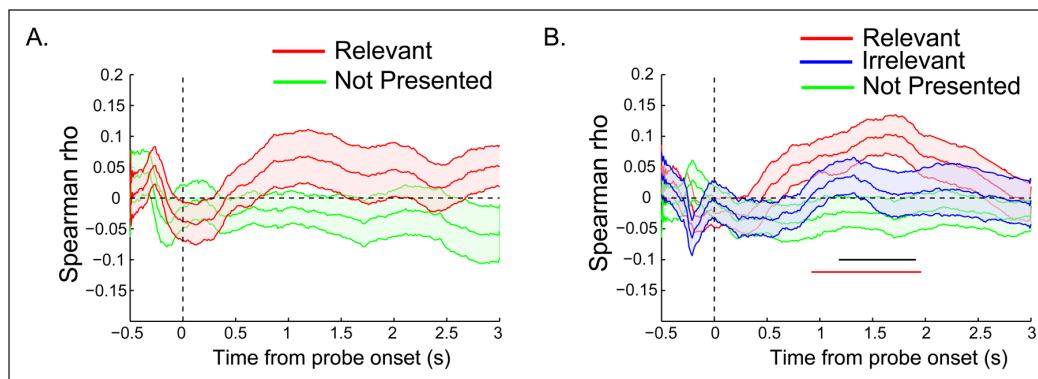 A.
Relevant
Not Presented
0.2
0.15
0.1
0.05
0
-0.05
-0.1
-0.15
Spearman rho
-0.5 0 0.5 1 1.5 2 2.5 3
Time from probe onset (s)
B.
Relevant
Irrelevant
Not Presented
0.2
0.15
0.1
0.05
0
-0.05
-0.1
-0.15
Spearman rho
-0.5 0 0.5 1 1.5 2 2.5 3
Time from probe onset (s)